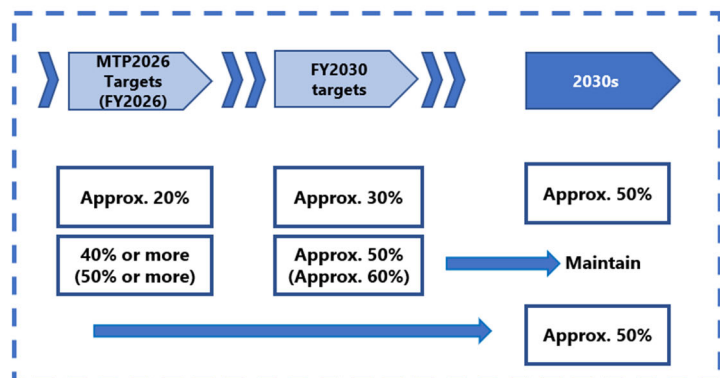 MTP2026
Targets
(FY2026)
FY2030
targets
2030s
Approx. 20%
Approx. 30%
Approx. 50%
40% or more
(50% or more)
Approx. 50%
(Approx. 60%)
Maintain
Approx. 50%